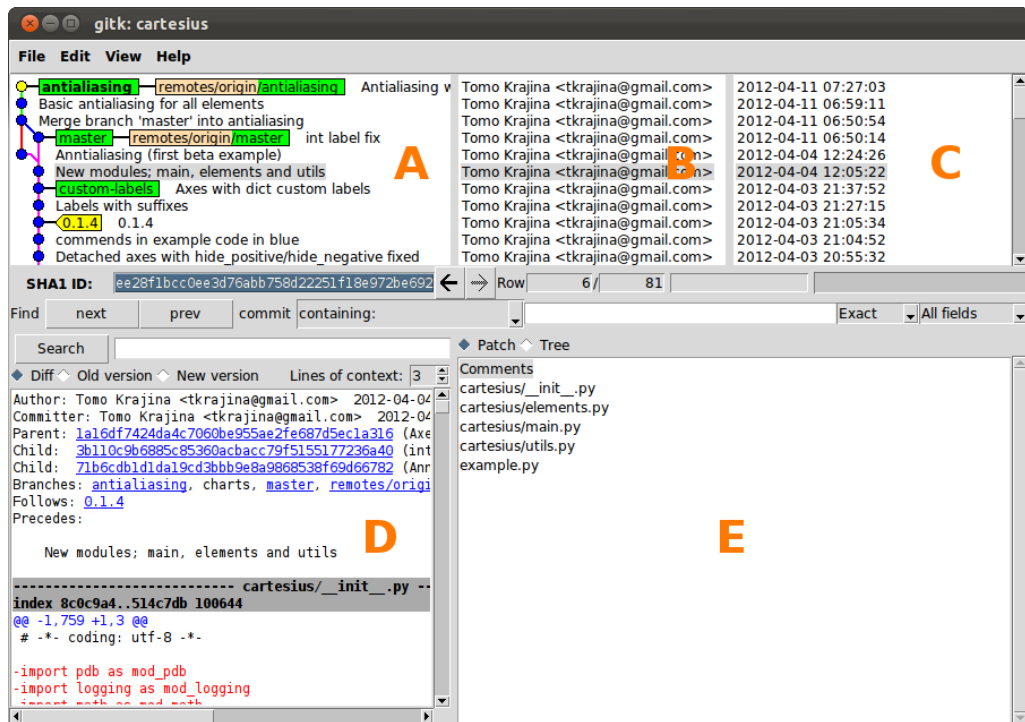 gitk: cartesius
File Edit View Help
antialiasing remotes/origin/antialiasing Antialiasing w Tomo Krajina <tkrajina@gmail.com> 2012-04-11 07:27:03
Basic antialiasing for all elements Tomo Krajina <tkrajina@gmail.com> 2012-04-11 06:59:11
Merge branch 'master' into antialiasing Tomo Krajina <tkrajina@gmail.com> 2012-04-11 06:50:54
master remotes/origin/master int label fix Tomo Krajina <tkrajina@gmail.com> 2012-04-11 06:50:14
Anntialiasing (first beta example) Tomo Krajina <tkrajina@gmail.com> 2012-04-04 12:24:26
A B C
New modules; main, elements and utils Tomo Krajina <tkrajina@gmail.com> 2012-04-04 12:05:22
custom-labels Axes with dict custom labels Tomo Krajina <tkrajina@gmail.com> 2012-04-03 21:37:52
Labels with suffixes Tomo Krajina <tkrajina@gmail.com> 2012-04-03 21:27:15
0.1.4 0.1.4 Tomo Krajina <tkrajina@gmail.com> 2012-04-03 21:05:34
commends in example code in blue Tomo Krajina <tkrajina@gmail.com> 2012-04-03 21:04:52
Detached axes with hide_positive/hide_negative fixed Tomo Krajina <tkrajina@gmail.com> 2012-04-03 20:55:32
SHA1 ID: ee28f1bcc0ee3d76abb758d22251f18e972be692 Row 6 / 81
Find next prev commit containing: Exact All fields
Search
Diff Old version New version Lines of context: 3
Author: Tomo Krajina <tkrajina@gmail.com> 2012-04-04
Committer: Tomo Krajina <tkrajina@gmail.com> 2012-04
Parent: 1a16df7424da4c7060be955ae2fe687d5ec1a316 (Axe
Child: 3b110c9b6885c85360acbacc79f5155177236a40 (int
Child: 71b6cdb1d1da19cd3bbb9e8a9868538f69d66782 (Ann
Branches: antialiasing, charts, master, remotes/origi
Follows: 0.1.4
Precedes:
D
New modules; main, elements and utils
--------------------------- cartesius/__init__.py --
index 8c0c9a4..514c7db 100644
@@ -1,759 +1,3 @@
# -*- coding: utf-8 -*-
-import pdb as mod_pdb
-import logging as mod_logging
-import math as mod_math
Patch Tree
Comments
cartesius/__init__.py
cartesius/elements.py
cartesius/main.py
cartesius/utils.py
example.py
E